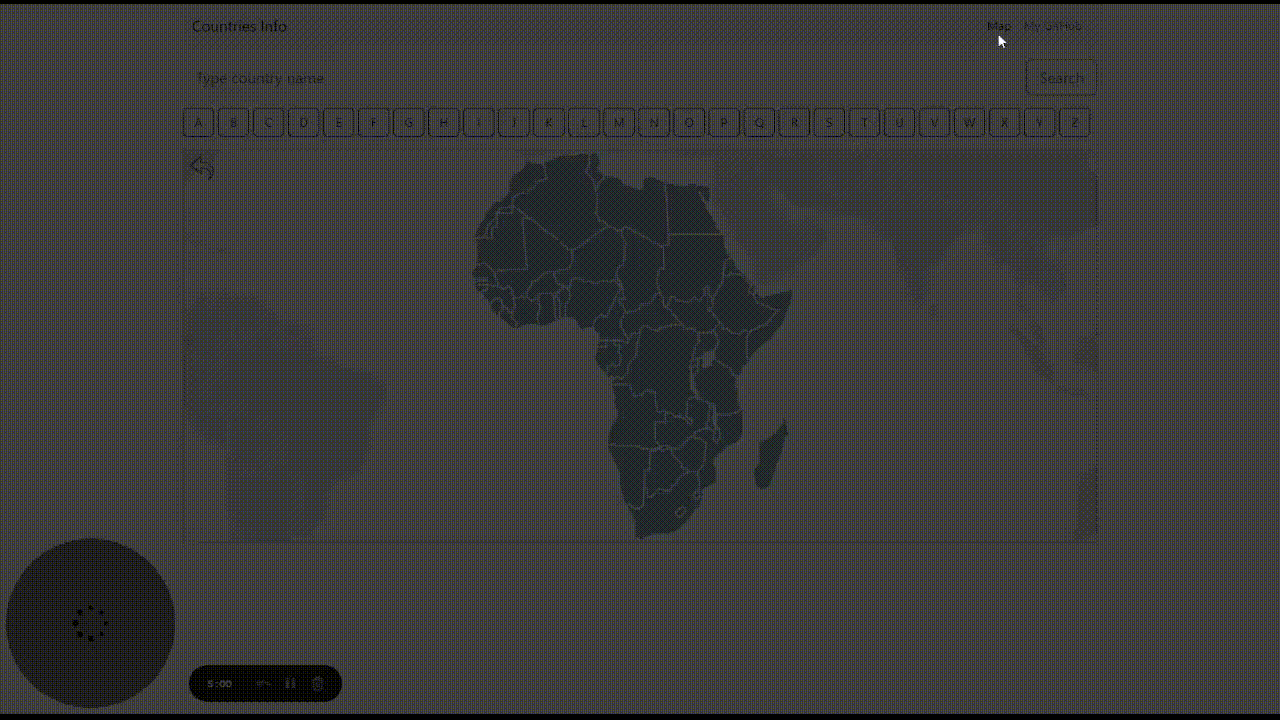 Countries Info Map My GitHub
Type country name Search
A B C D E F G H I J K L M N O P Q R S T U V W X Y Z
5:00